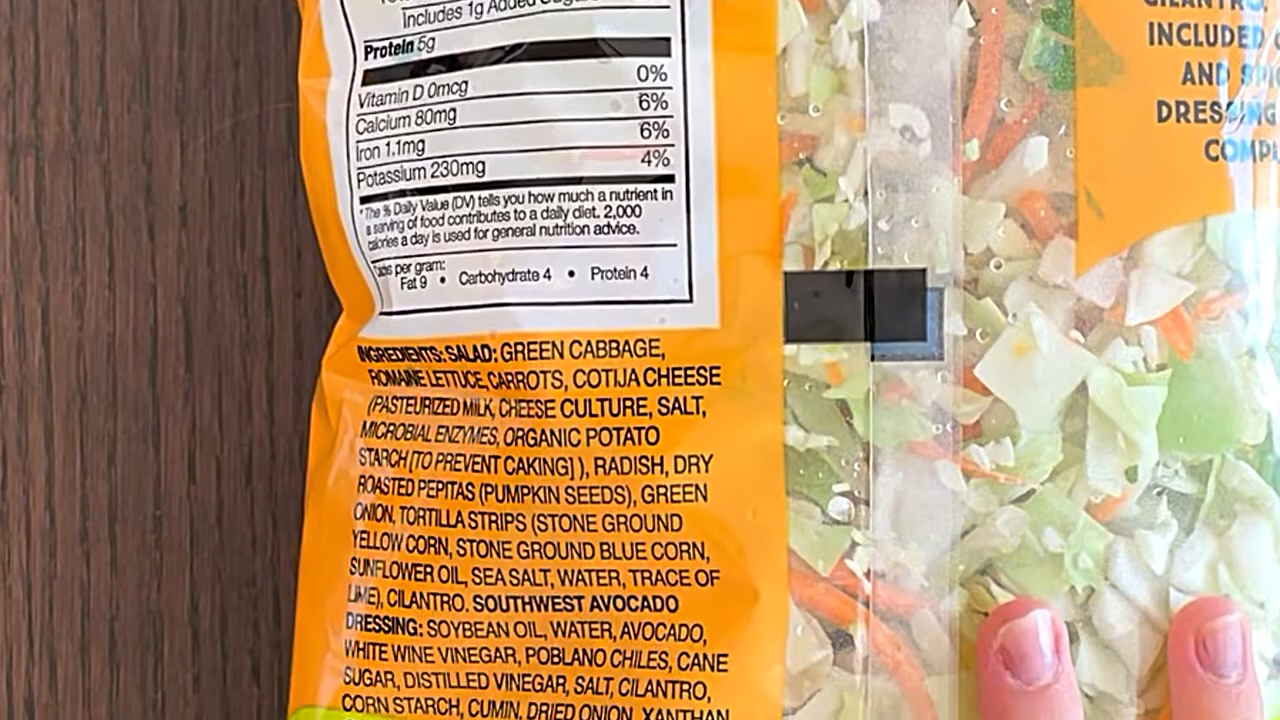 Includes 1g Added
Protein 5g
Vitamin D 0mcg 0%
Calcium 80mg 6%
Iron 1.1mg 6%
Potassium 230mg 4%
*The % Daily Value (DV) tells you how much a nutrient in
a serving of food contributes to a daily diet. 2,000
calories a day is used for general nutrition advice.
per gram:
Fat 9 • Carbohydrate 4 • Protein 4
INGREDIENTS: SALAD: GREEN CABBAGE,
ROMAINE LETTUCE, CARROTS, COTIJA CHEESE
(PASTEURIZED MILK, CHEESE CULTURE, SALT,
MICROBIAL ENZYMES, ORGANIC POTATO
STARCH [TO PREVENT CAKING] ), RADISH, DRY
ROASTED PEPITAS (PUMPKIN SEEDS), GREEN
ONION, TORTILLA STRIPS (STONE GROUND
YELLOW CORN, STONE GROUND BLUE CORN,
SUNFLOWER OIL, SEA SALT, WATER, TRACE OF
LIME), CILANTRO. SOUTHWEST AVOCADO
DRESSING: SOYBEAN OIL, WATER, AVOCADO,
WHITE WINE VINEGAR, POBLANO CHILES, CANE
SUGAR, DISTILLED VINEGAR, SALT, CILANTRO,
CORN STARCH, CUMIN, DRIED ONION, XANTHAN
CILANTRO,
INCLUDED
AND
DRESSING